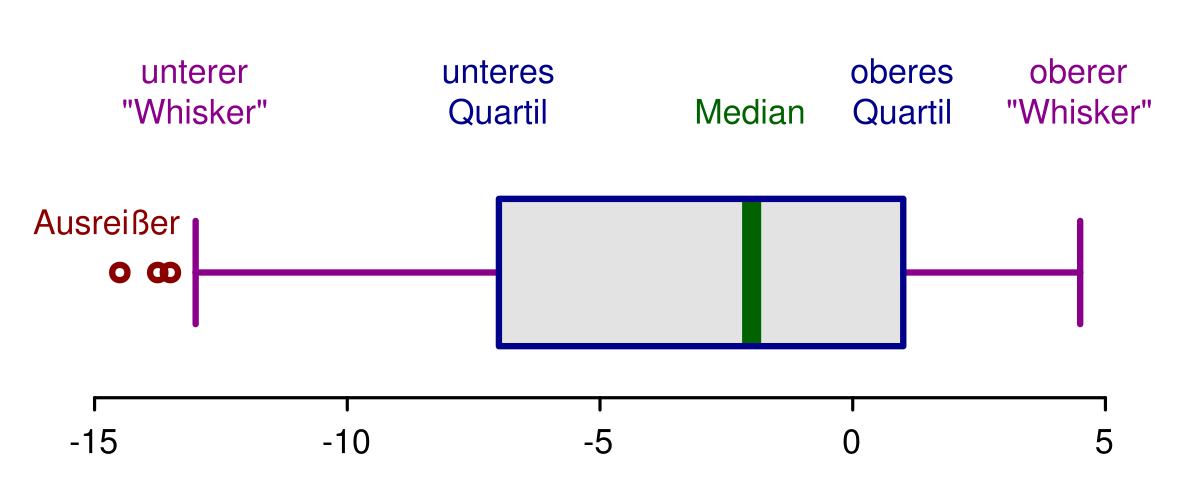 unterer
"Whisker"
unteres
Quartil
Median
oberes
Quartil
oberer
"Whisker"
Ausreißer
-15 -10 -5 0 5